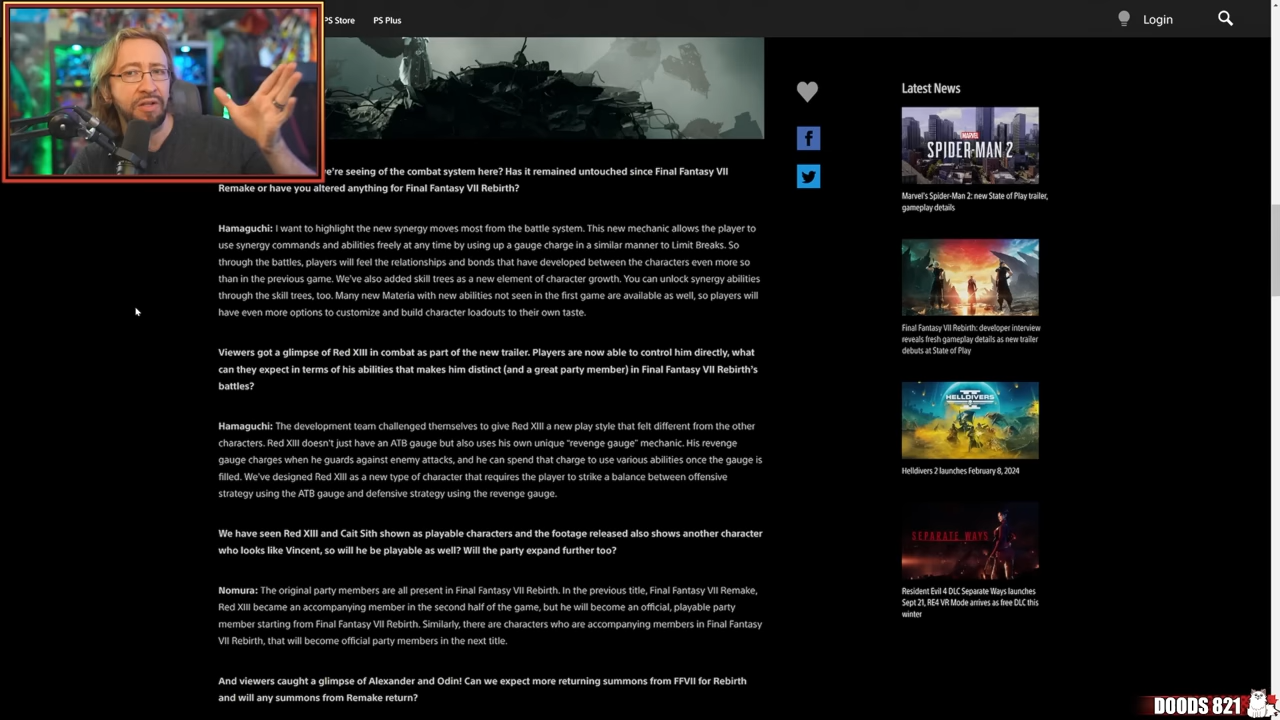 PS Store
PS Plus
Login
we're seeing of the combat system here? Has it remained untouched since Final Fantasy VII
Remake or have you altered anything for Final Fantasy VII Rebirth?
Hamaguchi: I want to highlight the new synergy moves most from the battle system. This new mechanic allows the player to
use synergy commands and abilities freely at any time by using up a gauge charge in a similar manner to Limit Breaks. So
through the battles, players will feel the relationships and bonds that have developed between the characters even more so
than in the previous game. We've also added skill trees as a new element of character growth. You can unlock synergy abilities
through the skill trees, too. Many new Materia with new abilities not seen in the first game are available as well, so players will
have even more options to customize and build character loadouts to their own taste.
Viewers got a glimpse of Red XIII in combat as part of the new trailer. Players are now able to control him directly, what
can they expect in terms of his abilities that makes him distinct (and a great party member) in Final Fantasy VII Rebirth's
battles?
Hamaguchi: The development team challenged themselves to give Red XIII a new play style that felt different from the other
characters. Red XIII doesn't just have an ATB gauge but also uses his own unique “revenge gauge” mechanic. His revenge
gauge charges when he guards against enemy attacks, and he can spend that charge to use various abilities once the gauge is
filled. We've designed Red XIII as a new type of character that requires the player to strike a balance between offensive
strategy using the ATB gauge and defensive strategy using the revenge gauge.
We have seen Red XIII and Cait Sith shown as playable characters and the footage released also shows another character
who looks like Vincent, so will he be playable as well? Will the party expand further too?
Nomura: The original party members are all present in Final Fantasy VII Rebirth. In the previous title, Final Fantasy VII Remake,
Red XIII became an accompanying member in the second half of the game, but he will become an official, playable party
member starting from Final Fantasy VII Rebirth. Similarly, there are characters who are accompanying members in Final Fantasy
VII Rebirth, that will become official party members in the next title.
And viewers caught a glimpse of Alexander and Odin! Can we expect more returning summons from FFVII for Rebirth
and will any summons from Remake return?
Latest News
MARVEL
SPIDER-MAN 2
Marvel's Spider-Man 2: new State of Play trailer,
gameplay details
Final Fantasy VII Rebirth: developer interview
reveals fresh gameplay details as new trailer
debuts at State of Play
HELLDIVERS
II
Helldivers 2 launches February 8, 2024
SEPARATE WAYS
Resident Evil 4 DLC Separate Ways launches
Sept 21, RE4 VR Mode arrives as free DLC this
winter
DOODS 821